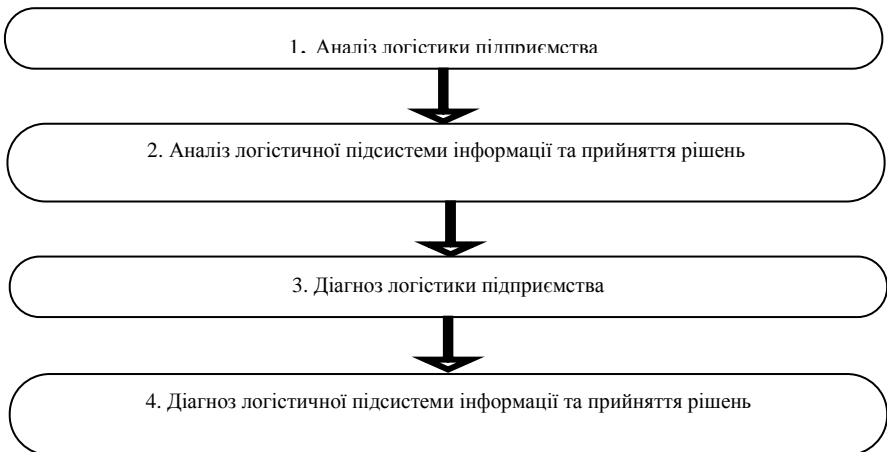 1. Аналіз логістики підприємства
2. Аналіз логістичної підсистеми інформації та прийняття рішень
3. Діагноз логістики підприємства
4. Діагноз логістичної підсистеми інформації та прийняття рішень